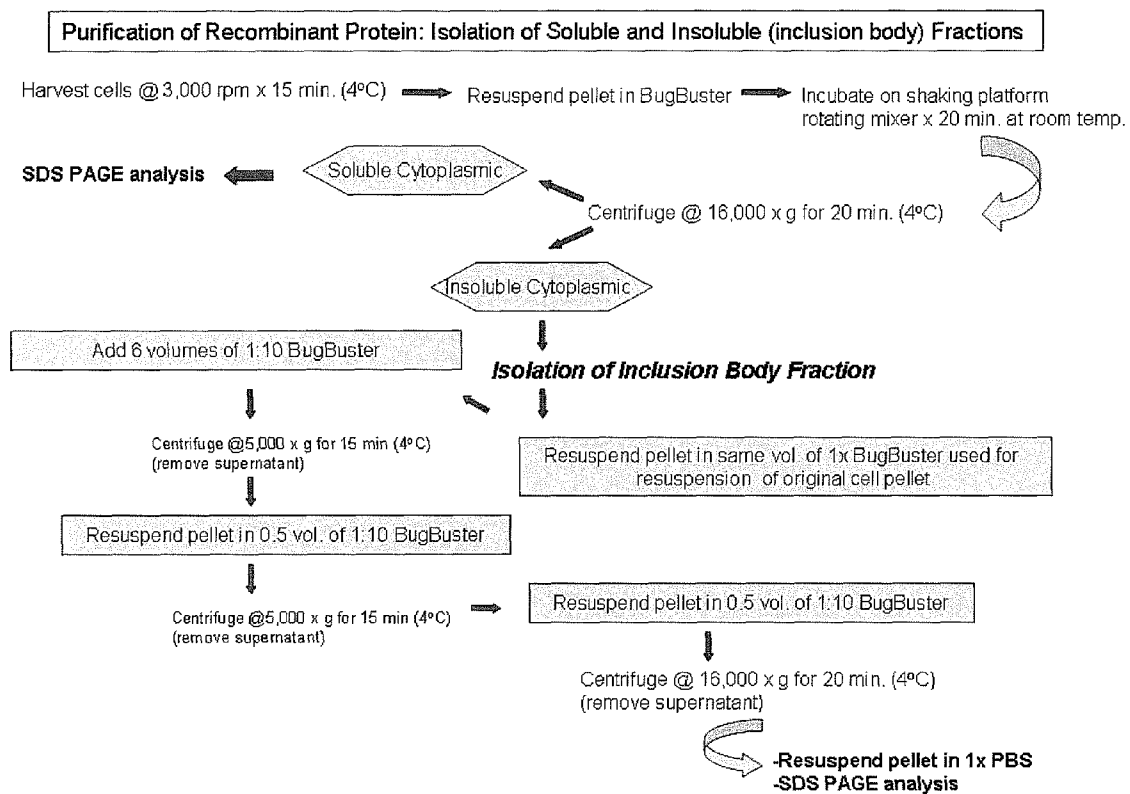 Purification of Recombinant Protein: Isolation of Soluble and Insoluble (inclusion body) Fractions
Harvest cells @ 3,000 rpm x 15 min. (4ºC)
Resuspend pellet in BugBuster
Incubate on shaking platform
rotating mixer x 20 min. at room temp.
SDS PAGE analysis
Soluble Cytoplasmic
Centrifuge @ 16,000 x g for 20 min. (4ºC)
Insoluble Cytoplasmic
Add 6 volumes of 1:10 BugBuster
Isolation of Inclusion Body Fraction
Centrifuge @5,000 x g for 15 min (4ºC)
(remove supernatant)
Resuspend pellet in same vol. of 1x BugBuster used for
resuspension of original cell pellet
Resuspend pellet in 0.5 vol. of 1:10 BugBuster
Centrifuge @5,000 x g for 15 min (4ºC)
(remove supernatant)
Resuspend pellet in 0.5 vol. of 1:10 BugBuster
Centrifuge @ 16,000 x g for 20 min. (4ºC)
(remove supernatant)
-Resuspend pellet in 1x PBS
-SDS PAGE analysis